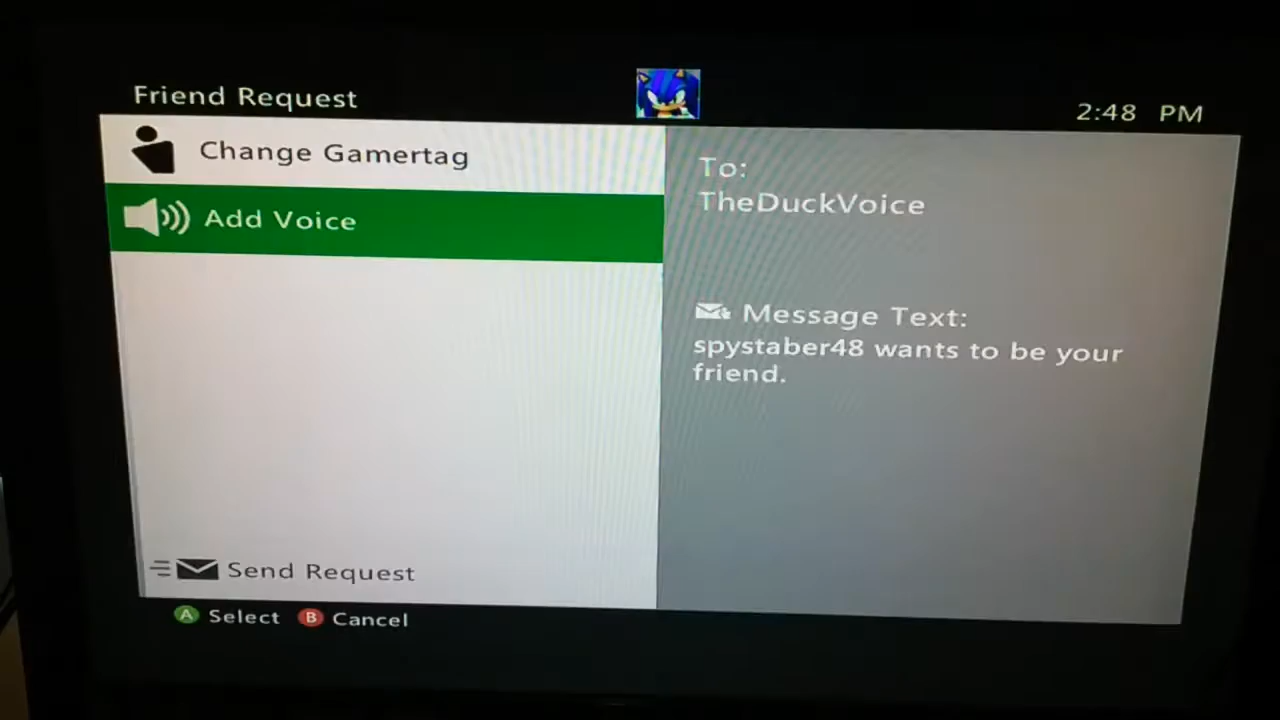 Friend Request
2:48 PM
Change Gamertag
Add Voice
Send Request
To:
TheDuckVoice
Message Text:
spystaber48 wants to be your
friend.
A Select B Cancel